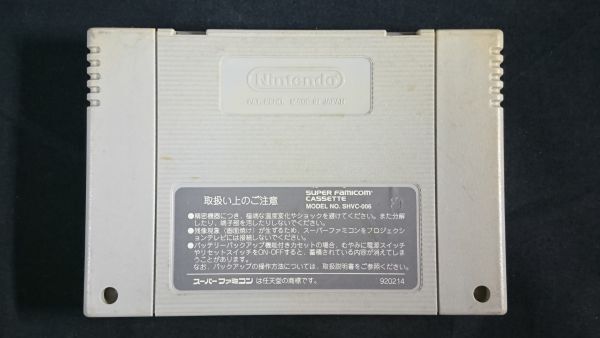 Nintendo
PAT. PEND. MADE IN JAPAN
取扱い上のご注意
SUPER FAMICOM
CASSETTE
MODEL NO. SHVC-006
●精密機器につき、極端な温度変化やショックを避けてください。また分解
したり、端子部を汚したりしないでください。
●残像現象(画面焼け)が生ずるため、スーパーファミコンをプロジェクシ
ョンテレビには接続しないでください。
●バッテリーバックアップ機能付きカセットの場合、むやみに電源スイッチ
やリセットスイッチをON-OFFすると、蓄積されている内容が消えてしま
うことがあります。
なお、バックアップの操作方法については、取扱説明書をご参照ください。
スーパーファミコン は任天堂の商標です。
920214